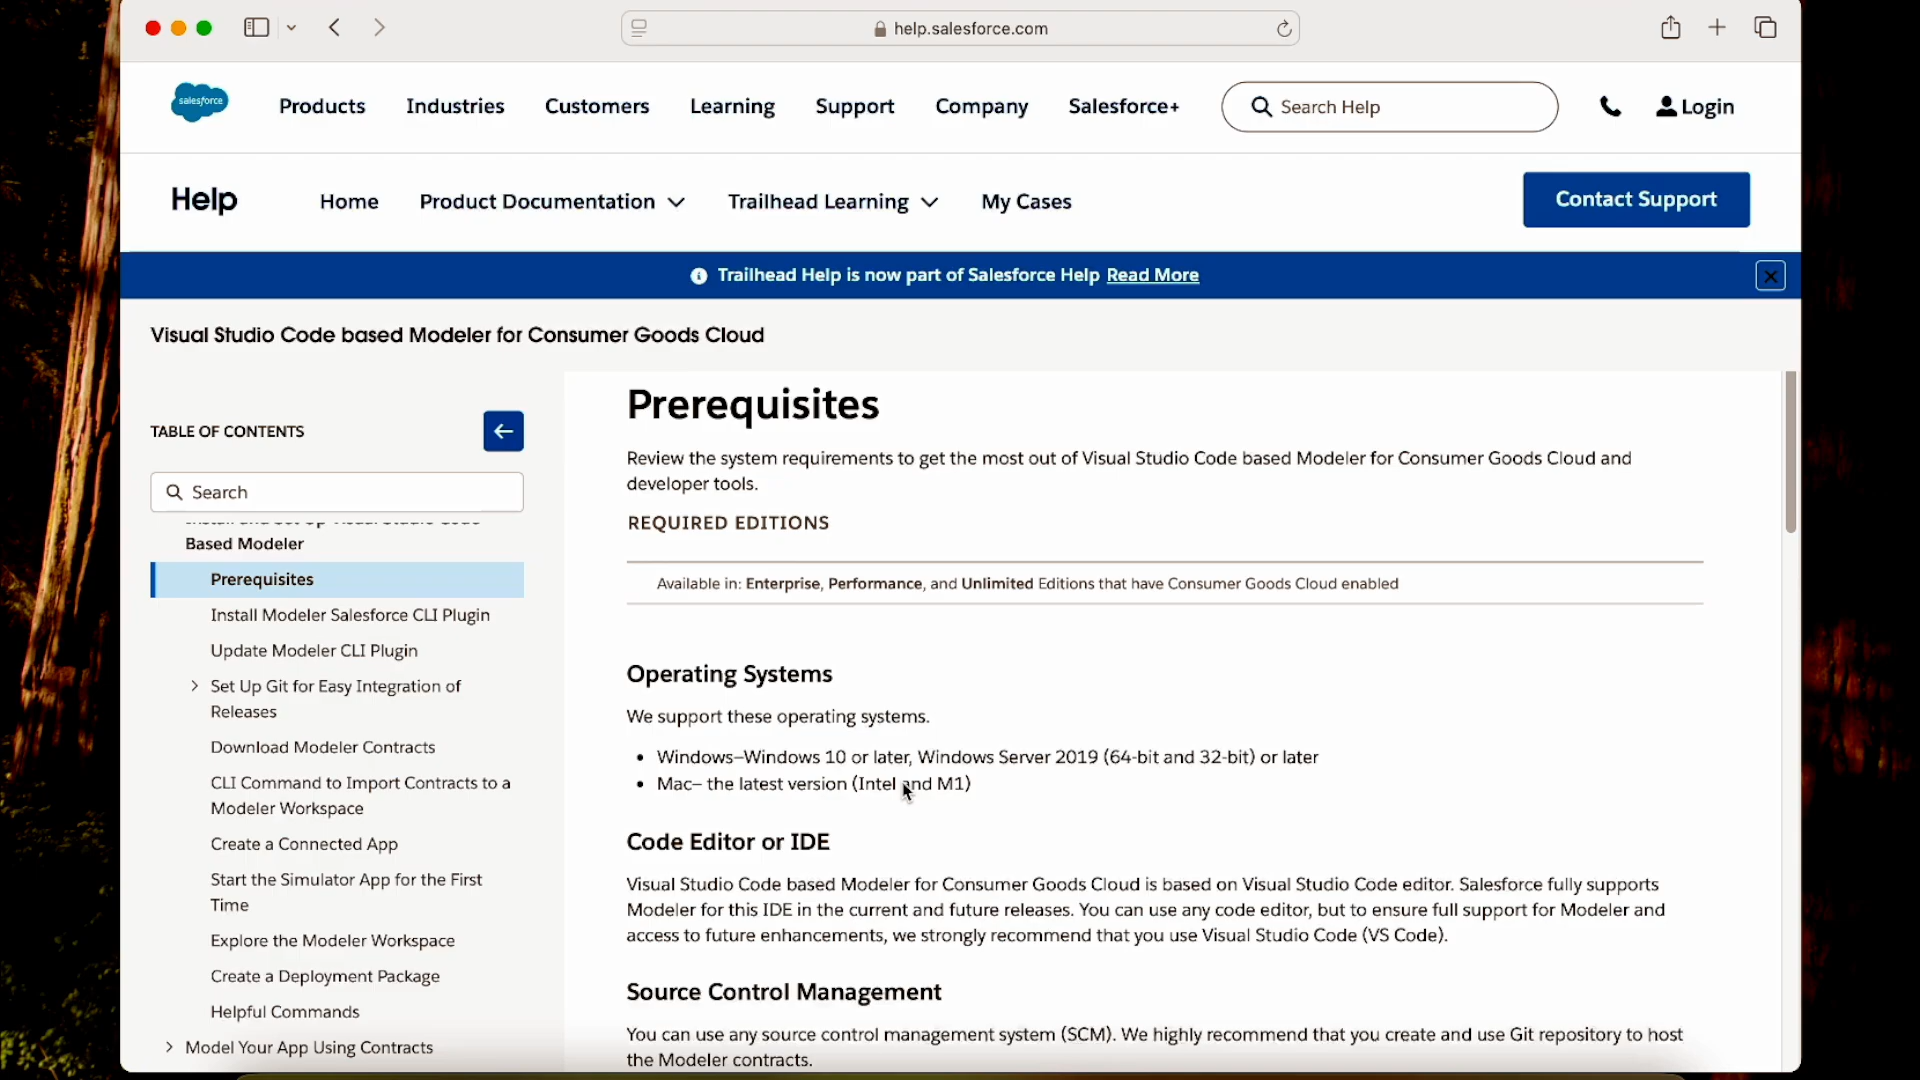 help.salesforce.com
salesforce
Products
Industries
Customers
Learning
Support
Company
Salesforce+
Search Help
Login
Help
Home
Product Documentation
Trailhead Learning
My Cases
Contact Support
Trailhead Help is now part of Salesforce Help Read More
Visual Studio Code based Modeler for Consumer Goods Cloud
TABLE OF CONTENTS
Search
Based Modeler
Prerequisites
Install Modeler Salesforce CLI Plugin
Update Modeler CLI Plugin
Set Up Git for Easy Integration of
Releases
Download Modeler Contracts
CLI Command to Import Contracts to a
Modeler Workspace
Create a Connected App
Start the Simulator App for the First
Time
Explore the Modeler Workspace
Create a Deployment Package
Helpful Commands
Model Your App Using Contracts
Prerequisites
Review the system requirements to get the most out of Visual Studio Code based Modeler for Consumer Goods Cloud and
developer tools.
REQUIRED EDITIONS
Available in: Enterprise, Performance, and Unlimited Editions that have Consumer Goods Cloud enabled
Operating Systems
We support these operating systems.
• Windows–Windows 10 or later, Windows Server 2019 (64-bit and 32-bit) or later
• Mac– the latest version (Intel and M1)
Code Editor or IDE
Visual Studio Code based Modeler for Consumer Goods Cloud is based on Visual Studio Code editor. Salesforce fully supports
Modeler for this IDE in the current and future releases. You can use any code editor, but to ensure full support for Modeler and
access to future enhancements, we strongly recommend that you use Visual Studio Code (VS Code).
Source Control Management
You can use any source control management system (SCM). We highly recommend that you create and use Git repository to host
the Modeler contracts.